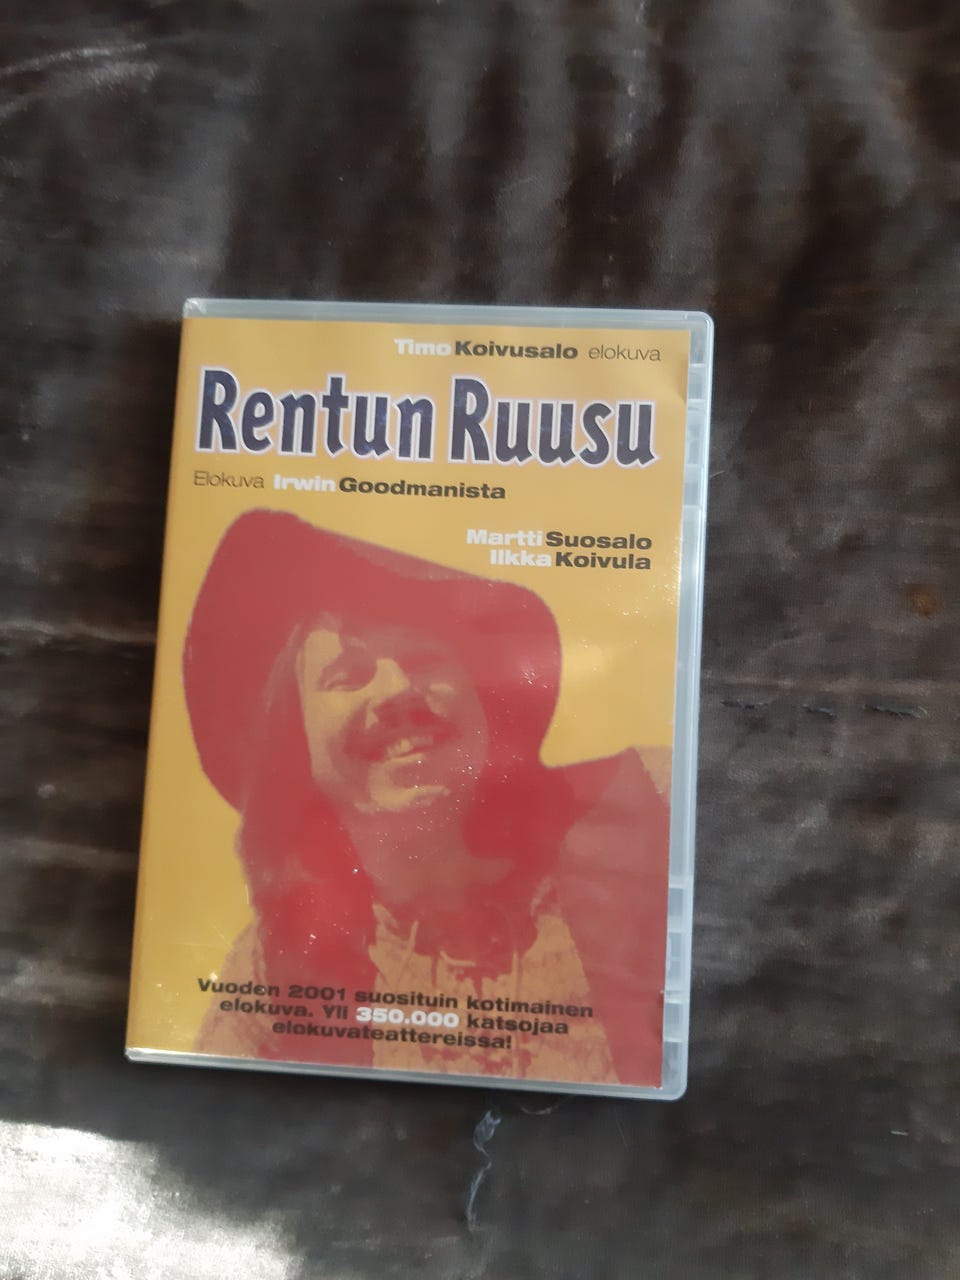 Timo Koivusalo elokuva
Rentun Ruusu
Elokuva Irwin Goodmanista
Martti Suosalo
Ilkka Koivula
Vuoden 2001 suosituin kotimainen
elokuva. Yli 350.000 katsojaa
elokuvateattereissa!